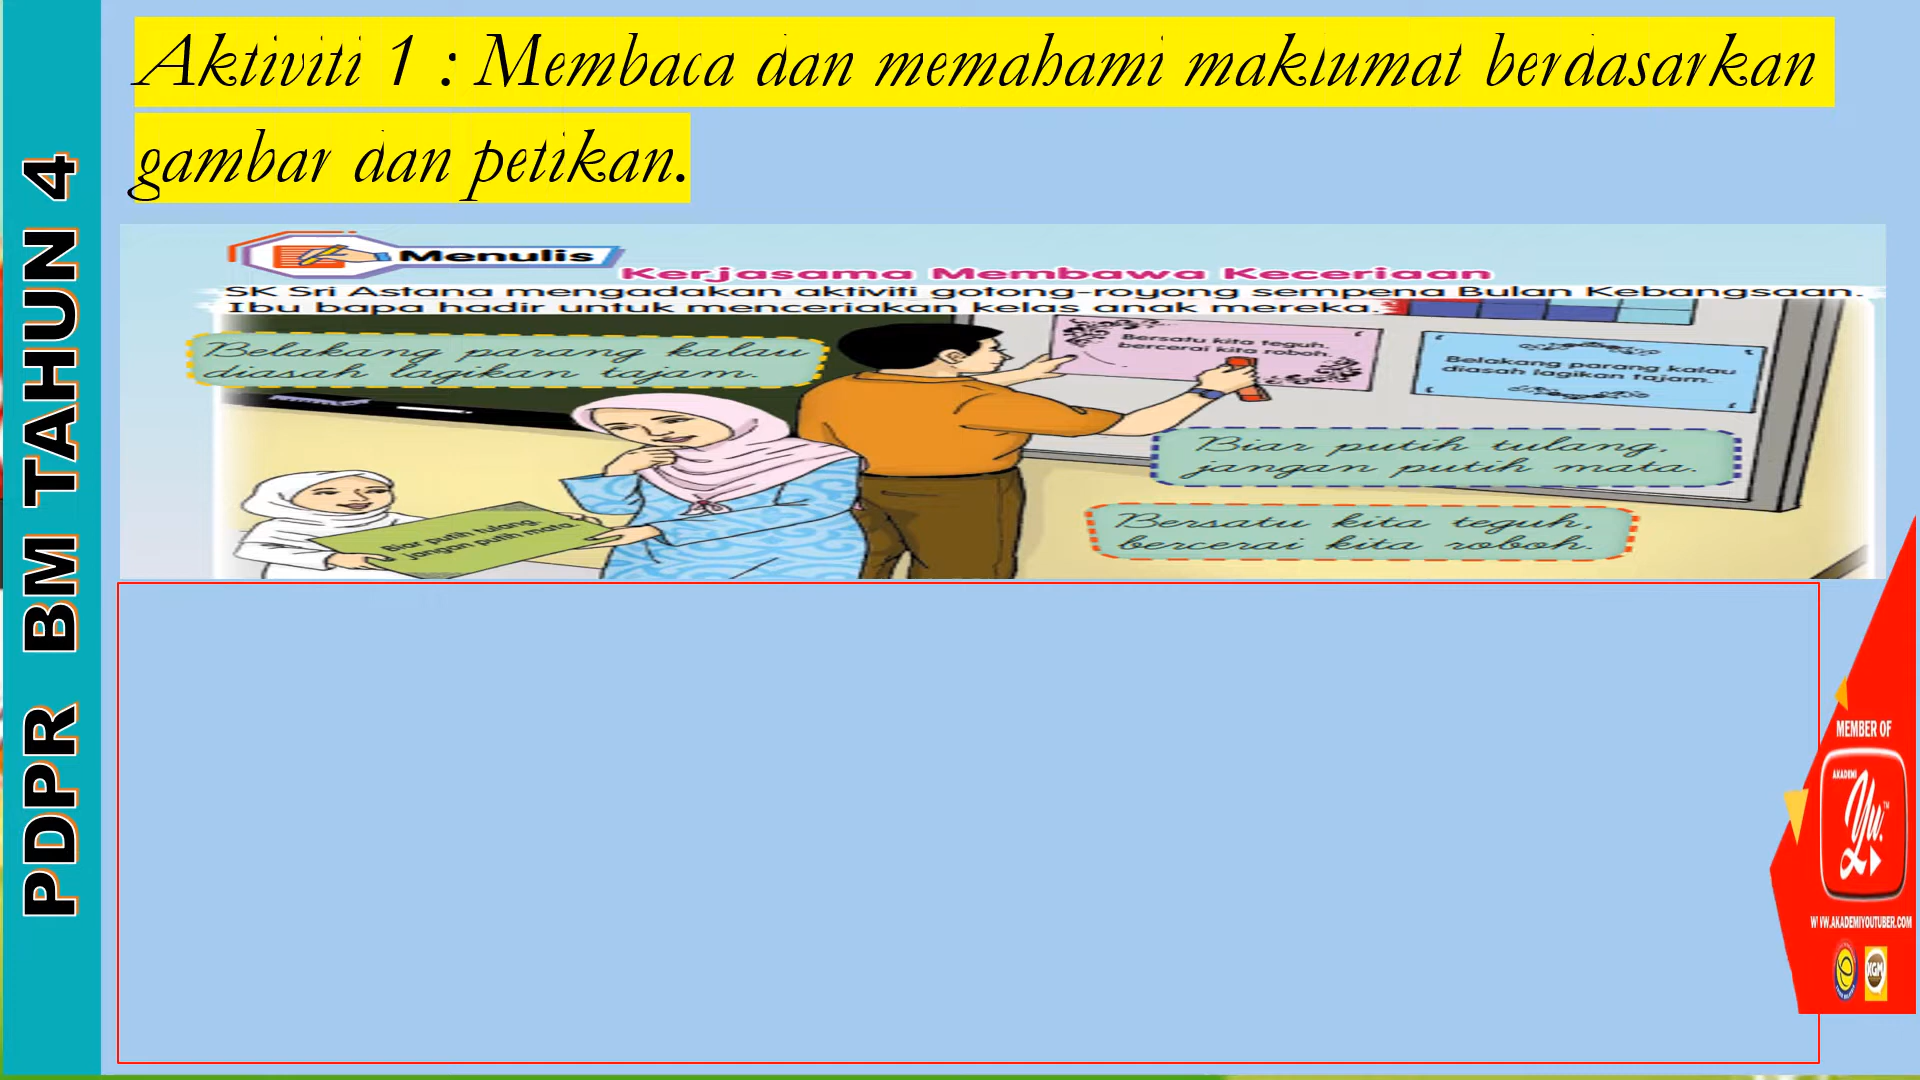 Aktiviti 1 : Membaca dan memahami maklumat berdasarkan
gambar dan petikan.
PDPR BM TAHUN 4
Menulis
Kerjasama Membawa Keceriaan
SK Sri Astana mengadakan aktiviti gotong-royong sempena Bulan Kebangsaan.
Ibu bapa hadir untuk menceriakan kelas anak mereka.
Belakang parang kalau
diasah lagikan tajam.
Bersatu kita teguh,
bercerai kita roboh.
Belakang parang kalau
diasah lagikan tajam.
Biar putih tulang,
jangan putih mata.
Bersatu kita teguh,
bercerai kita roboh.
Biar putih tulang,
jangan putih mata.
MEMBER OF
AKADEMI
Yu.
TM
WWW.AKADEMIYOUTUBER.COM
XGM